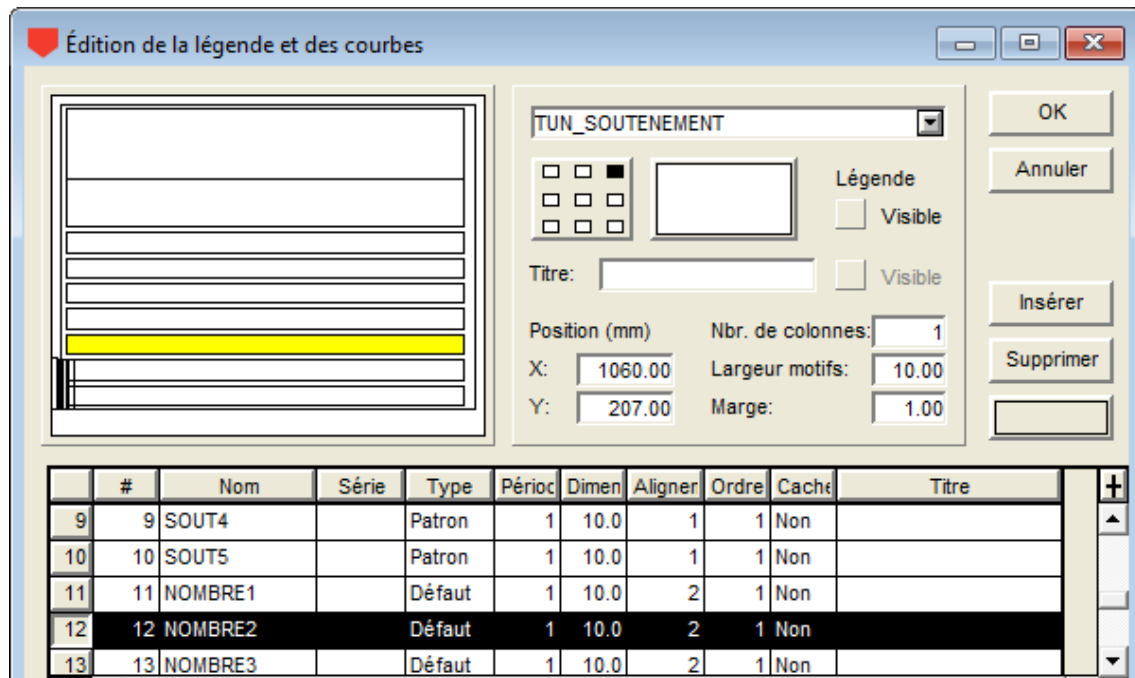 Édition de la légende et des courbes
TUN_SOUTENEMENT
OK
Annuler
Légende
Visible
Titre:
Visible
Insérer
Position (mm)
Nbr. de colonnes:
1
X:
1060.00
Largeur motifs:
10.00
Supprimer
Y:
207.00
Marge:
1.00
# Nom Série Type Périod Dimen Aligner Ordre Cache Titre +
9 9 SOUT4 Patron 1 10.0 1 1 Non
10 10 SOUT5 Patron 1 10.0 1 1 Non
11 11 NOMBRE1 Défaut 1 10.0 2 1 Non
12 12 NOMBRE2 Défaut 1 10.0 2 1 Non
13 13 NOMBRE3 Défaut 1 10.0 2 1 Non